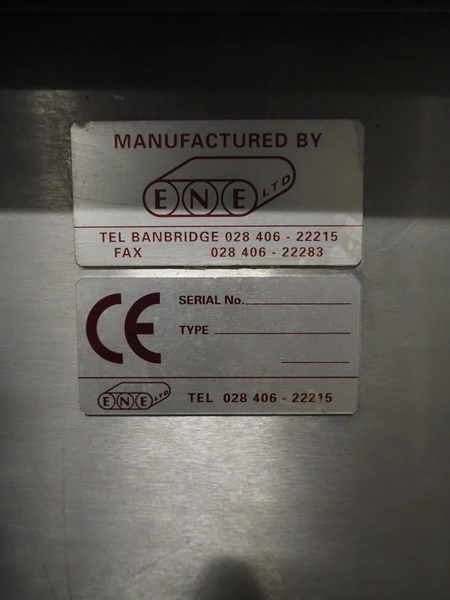 MANUFACTURED BY
ENE LTD
TEL BANBRIDGE 028 406 - 22215
FAX 028 406 - 22283
CE
SERIAL No.
TYPE
ENE LTD TEL 028 406 - 22215